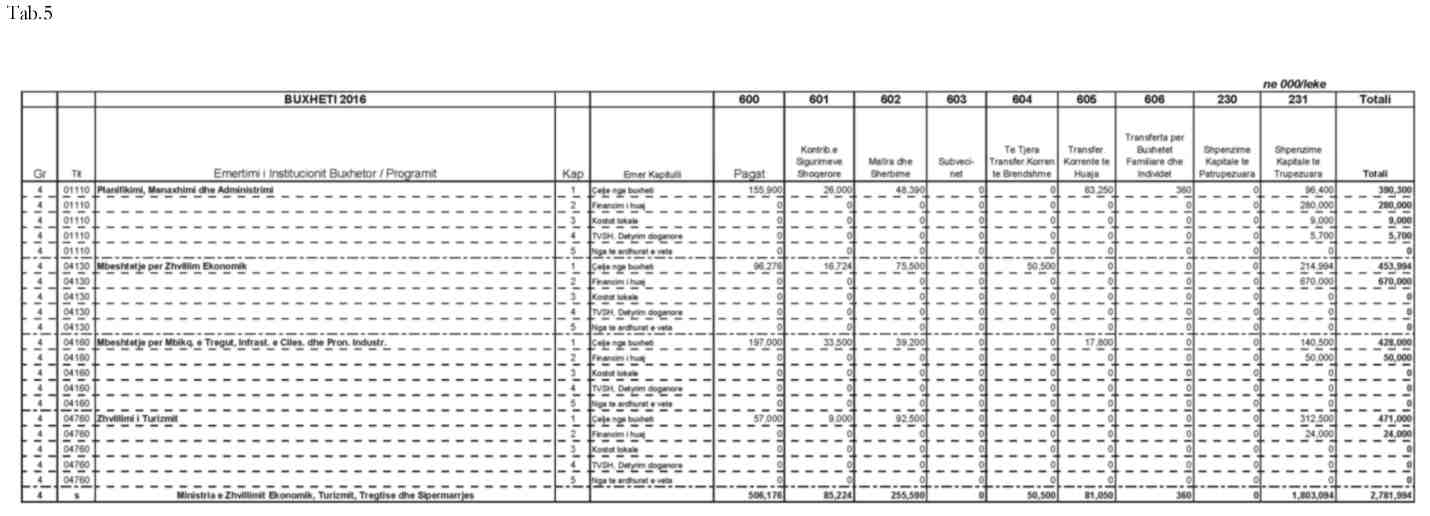 Tab.5
ne 000/leke
BUXHETI 2016 600 601 602 603 604 605 606 230 231 Totali
Gr Tit Emertimi i Institucionit Buxhetor / Programit Kap Emer Kapitulli Pagat Kontrib.e Sigurimeve Shoqerore Mallra dhe Sherbime Subvencionet Te Tjera Transfer.Korren te Brendshme Transfer Korrente te Huaja Transferta per Buxhetet Familiare dhe Individet Shpenzime Kapitale te Patrupezuara Shpenzime Kapitale te Trupezuara Totali
4 01110 Planifikimi, Manaxhimi dhe Administrimi 1 Celje nga buxheti 155,900 26,000 48,390 0 0 63,250 360 0 96,400 390,300
4 01110 2 Financim i huaj 0 0 0 0 0 0 0 0 280,000 280,000
4 01110 3 Kostot lokale 0 0 0 0 0 0 0 0 9,000 9,000
4 01110 4 TVSH, Detyrim doganore 0 0 0 0 0 0 0 0 5,700 5,700
4 01110 5 Nga te ardhurat e veta 0 0 0 0 0 0 0 0 0 0
4 04130 Mbeshtetje per Zhvillim Ekonomik 1 Celje nga buxheti 96,276 16,724 75,500 0 50,500 0 0 0 214,994 453,994
4 04130 2 Financim i huaj 0 0 0 0 0 0 0 0 670,000 670,000
4 04130 3 Kostot lokale 0 0 0 0 0 0 0 0 0 0
4 04130 4 TVSH, Detyrim doganore 0 0 0 0 0 0 0 0 0 0
4 04130 5 Nga te ardhurat e veta 0 0 0 0 0 0 0 0 0 0
4 04160 Mbeshtetje per Mbikq. e Tregut, Infrast. e Ciles. dhe Pron. Industr. 1 Celje nga buxheti 197,000 33,500 39,200 0 0 17,800 0 0 140,500 428,000
4 04160 2 Financim i huaj 0 0 0 0 0 0 0 0 50,000 50,000
4 04160 3 Kostot lokale 0 0 0 0 0 0 0 0 0 0
4 04160 4 TVSH, Detyrim doganore 0 0 0 0 0 0 0 0 0 0
4 04160 5 Nga te ardhurat e veta 0 0 0 0 0 0 0 0 0 0
4 04760 Zhvillimi i Turizmit 1 Celje nga buxheti 57,000 9,000 92,500 0 0 0 0 0 312,500 471,000
4 04760 2 Financim i huaj 0 0 0 0 0 0 0 0 24,000 24,000
4 04760 3 Kostot lokale 0 0 0 0 0 0 0 0 0 0
4 04760 4 TVSH, Detyrim doganore 0 0 0 0 0 0 0 0 0 0
4 04760 5 Nga te ardhurat e veta 0 0 0 0 0 0 0 0 0 0
4 s Ministria e Zhvillimit Ekonomik, Turizmit, Tregtise dhe Sipermarrjes 506,176 85,224 255,590 0 50,500 81,050 360 0 1,803,094 2,781,994